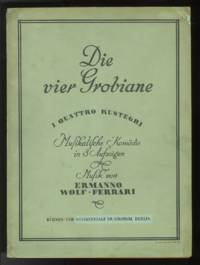 Die
vier Grobiane
I QUATTRO RUSTEGHI
Musikalische Komödie
in 3 Aufzügen
Musik von
ERMANNO
WOLF-FERRARI